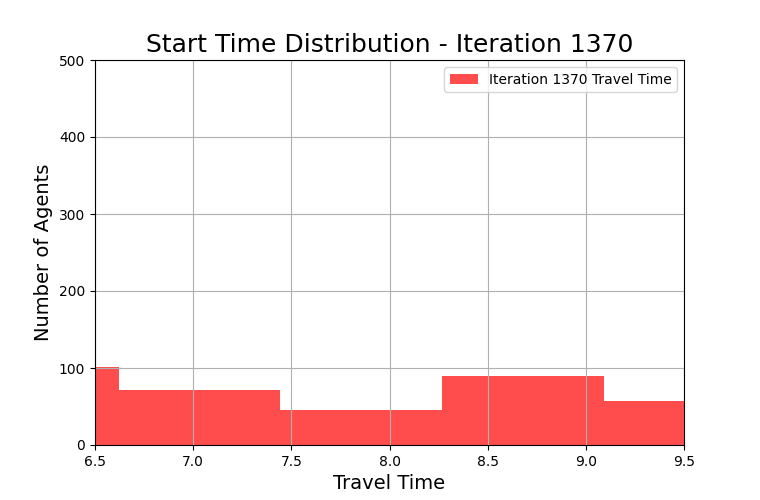 Start Time Distribution - Iteration 1370
Iteration 1370 Travel Time
Number of Agents
500
400
300
200
100
0
6.5 7.0 7.5 8.0 8.5 9.0 9.5
Travel Time